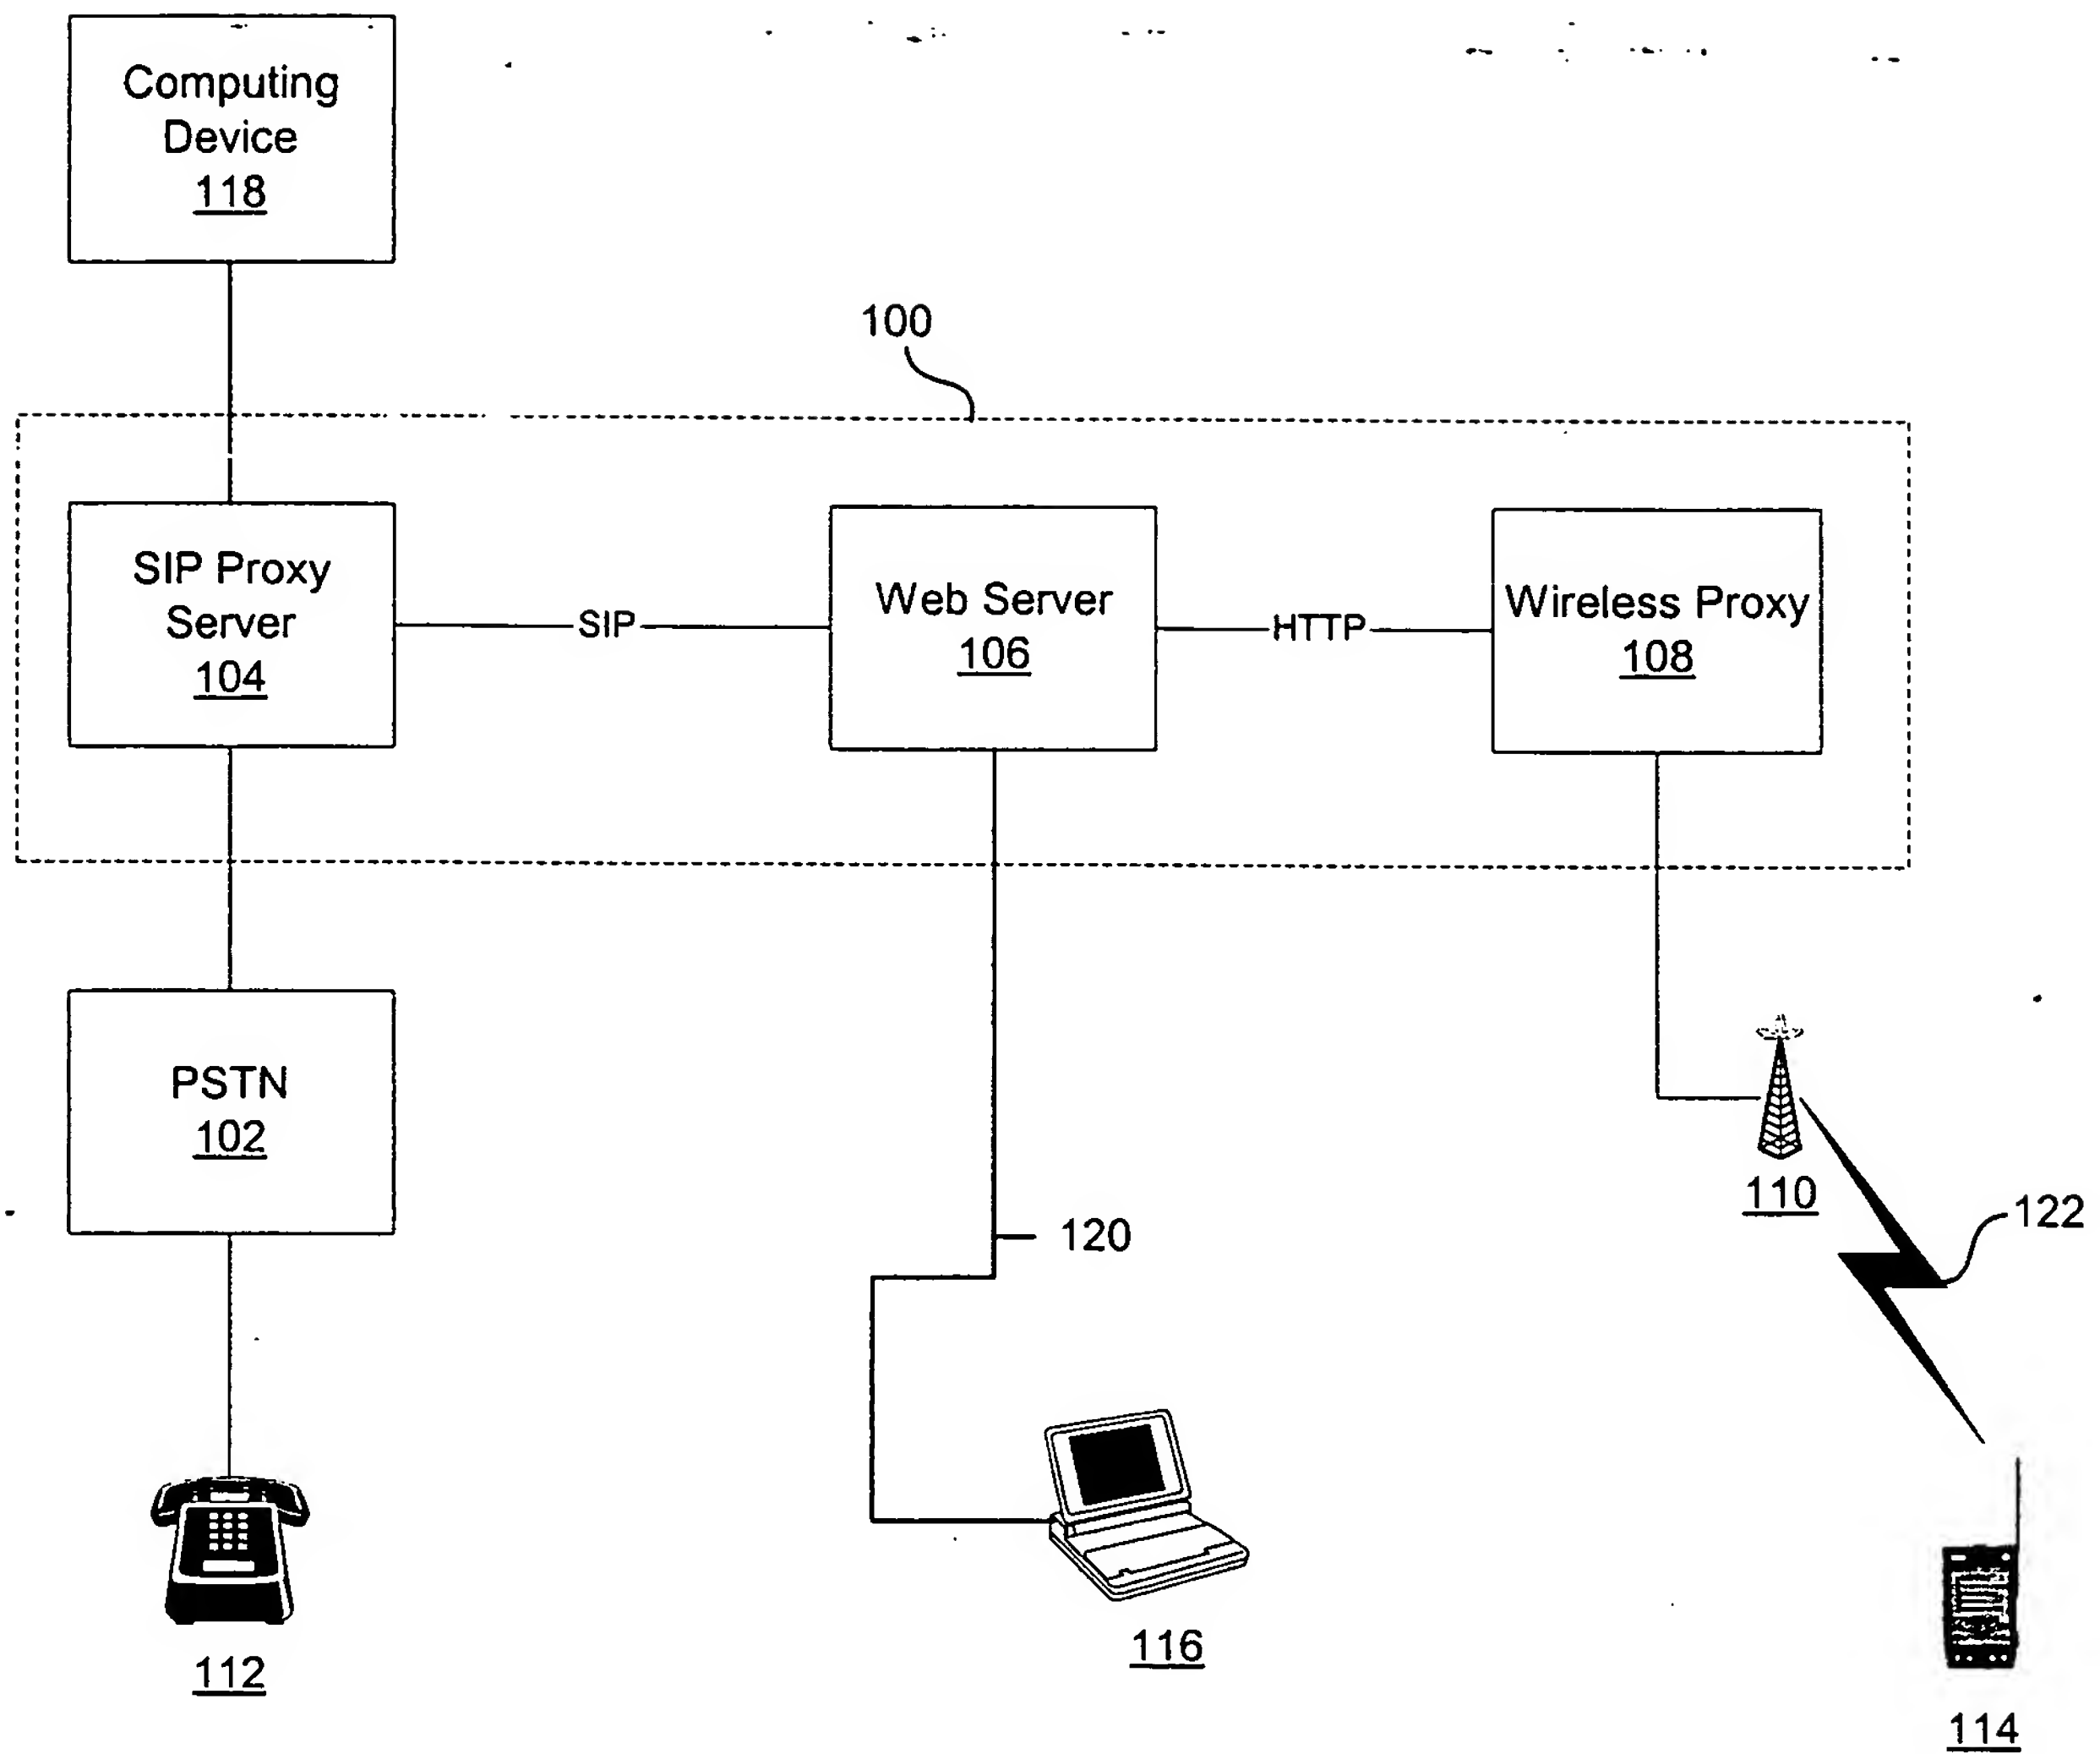 Computing
Device
118
100
SIP Proxy
Server
104
SIP
Web Server
106
HTTP
Wireless Proxy
108
PSTN
102
110
122
120
112
116
114